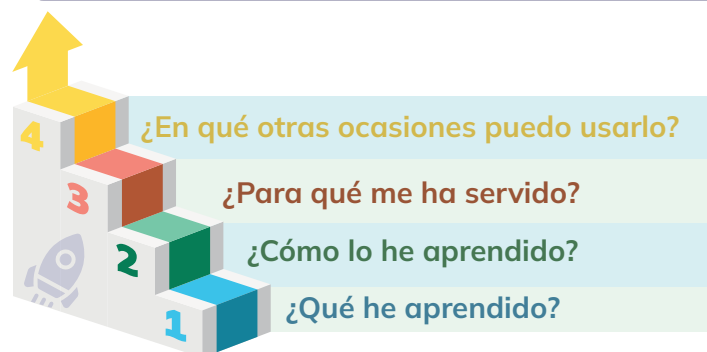 4 ¿En qué otras ocasiones puedo usarlo?
3 ¿Para qué me ha servido?
2 ¿Cómo lo he aprendido?
1 ¿Qué he aprendido?